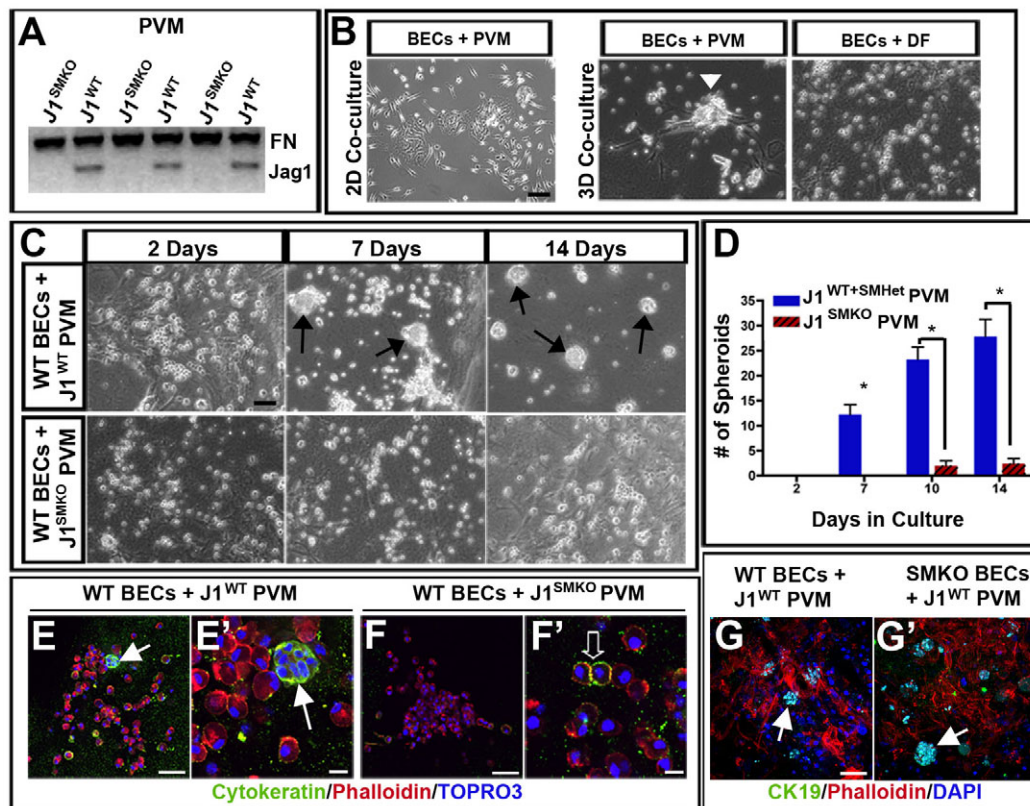 A
PVM
J1SMKO
J1WT
J1SMKO
J1WT
J1SMKO
J1WT
FN
Jag1
B
BECs + PVM
BECs + PVM
BECs + DF
2D Co-culture
3D Co-culture
C
2 Days
7 Days
14 Days
WT BECs +
J1WT PVM
WT BECs +
J1SMKO PVM
D
J1WT+SMHet PVM
J1SMKO PVM
# of Spheroids
35
30
25
20
15
10
5
0
*
*
*
2
7
10
14
Days in Culture
WT BECs + J1WT PVM
WT BECs + J1SMKO PVM
E
E'
F
F'
Cytokeratin/Phalloidin/TOPRO3
WT BECs +
J1WT PVM
SMKO BECs
+ J1WT PVM
G
G'
CK19/Phalloidin/DAPI